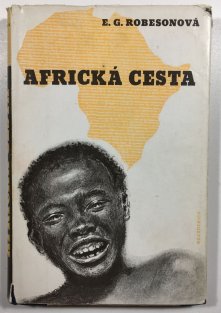 E. G. ROBESONOVÁ
AFRICKÁ CESTA